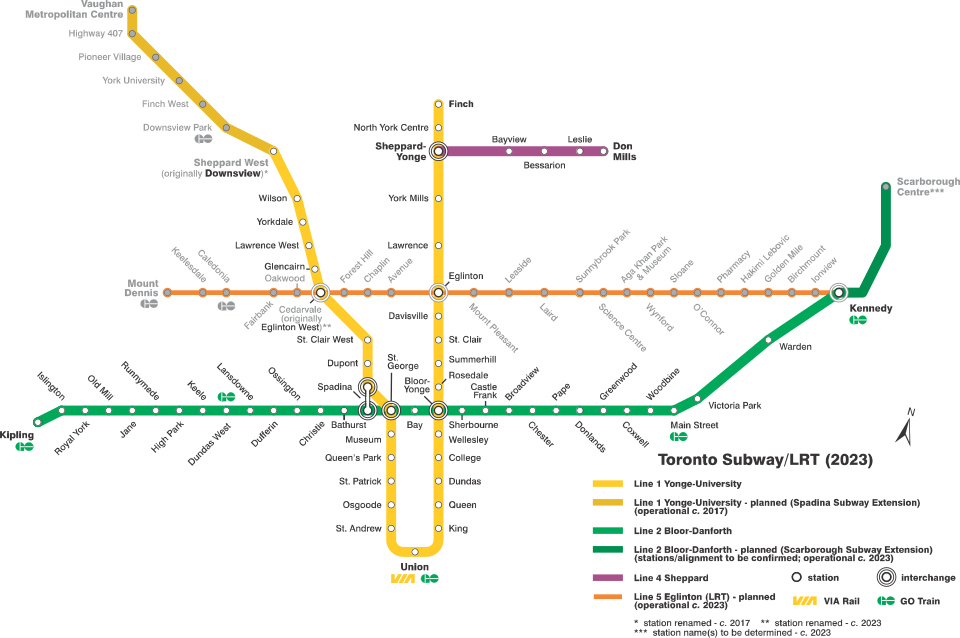 Vaughan
Metropolitan Centre
Highway 407
Pioneer Village
York University
Finch West
Downsview Park
GO
Sheppard West
(originally Downsview)*
Wilson
Yorkdale
Lawrence West
Glencairn
Oakwood
Cedarvale
(originally
Eglinton West)**
St. Clair West
Dupont
Spadina
St.
George
Finch
North York Centre
Sheppard-
Yonge
Bayview
Bessarion
Leslie
Don
Mills
York Mills
Lawrence
Eglinton
Davisville
St. Clair
Summerhill
Rosedale
Bloor-
Yonge
Mount
Dennis
GO
Keelesdale
Caledonia
GO
Fairbank
Forest Hill
Chaplin
Avenue
Mount Pleasant
Leaside
Laird
Sunnybrook Park
Science Centre
Aga Khan Park
& Museum
Wynford
Sloane
O'Connor
Pharmacy
Hakimi Lebovic
Golden Mile
Birchmount
Ionview
Scarborough
Centre***
Kennedy
GO
Warden
Victoria Park
Main Street
GO
Kipling
GO
Islington
Royal York
Old Mill
Jane
Runnymede
High Park
Keele
Dundas West
GO
Lansdowne
Dufferin
Ossington
Christie
Bathurst
Bay
Sherbourne
Castle
Frank
Broadview
Chester
Pape
Donlands
Greenwood
Coxwell
Woodbine
Museum
Queen's Park
St. Patrick
Osgoode
St. Andrew
Wellesley
College
Dundas
Queen
King
Union
VIA GO
N
Toronto Subway/LRT (2023)
Line 1 Yonge-University
Line 1 Yonge-University - planned (Spadina Subway Extension)
(operational c. 2017)
Line 2 Bloor-Danforth
Line 2 Bloor-Danforth - planned (Scarborough Subway Extension)
(stations/alignment to be confirmed; operational c. 2023)
Line 4 Sheppard
station
interchange
Line 5 Eglinton (LRT) - planned
(operational c. 2023)
VIA VIA Rail
GO GO Train
* station renamed - c. 2017 ** station renamed - c. 2023
*** station name(s) to be determined - c. 2023